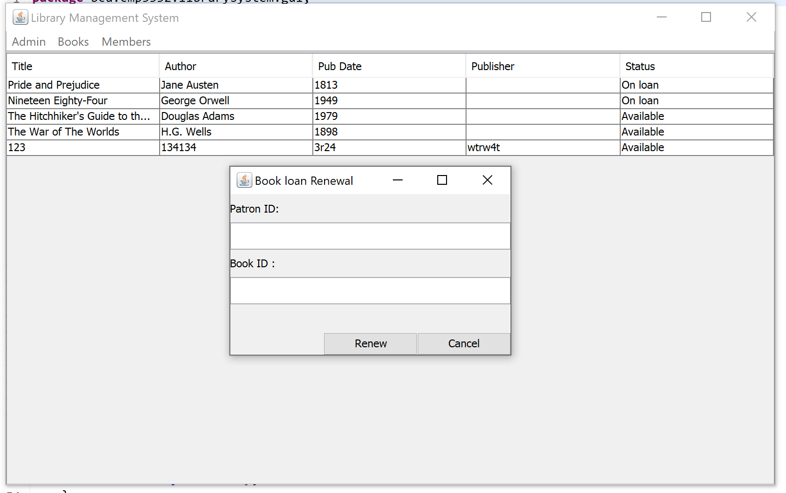 Library Management System
Admin Books Members
Title Author Pub Date Publisher Status
Pride and Prejudice Jane Austen 1813 On loan
Nineteen Eighty-Four George Orwell 1949 On loan
The Hitchhiker's Guide to th... Douglas Adams 1979 Available
The War of The Worlds H.G. Wells 1898 Available
123 134134 3r24 wtrw4t Available
Book loan Renewal
Patron ID:
Book ID :
Renew Cancel